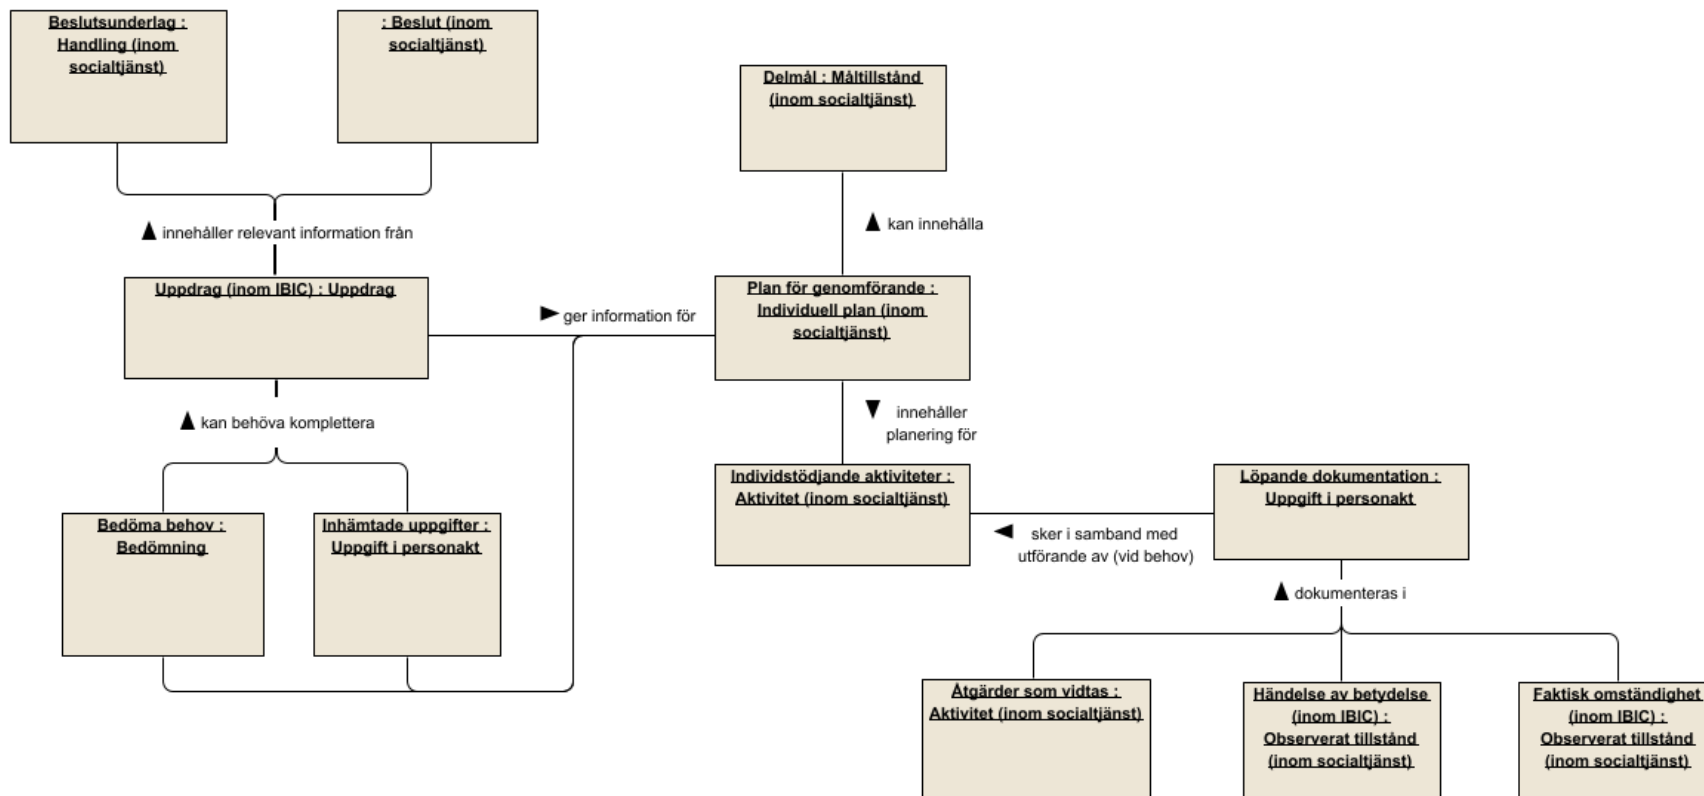 Beslutsunderlag :
Handling (inom
socialtjänst)
: Beslut (inom
socialtjänst)
Delmål : Måltillstånd
(inom socialtjänst)
innehåller relevant information från
kan innehålla
Uppdrag (inom IBIC) : Uppdrag
ger information för
Plan för genomförande :
Individuell plan (inom
socialtjänst)
kan behöva komplettera
innehåller
planering för
Bedöma behov :
Bedömning
Inhämtade uppgifter :
Uppgift i personakt
Individstödjande aktiviteter :
Aktivitet (inom socialtjänst)
sker i samband med
utförande av (vid behov)
Löpande dokumentation :
Uppgift i personakt
dokumenteras i
Åtgärder som vidtas :
Aktivitet (inom socialtjänst)
Händelse av betydelse
(inom IBIC) :
Observerat tillstånd
(inom socialtjänst)
Faktisk omständighet
(inom IBIC) :
Observerat tillstånd
(inom socialtjänst)